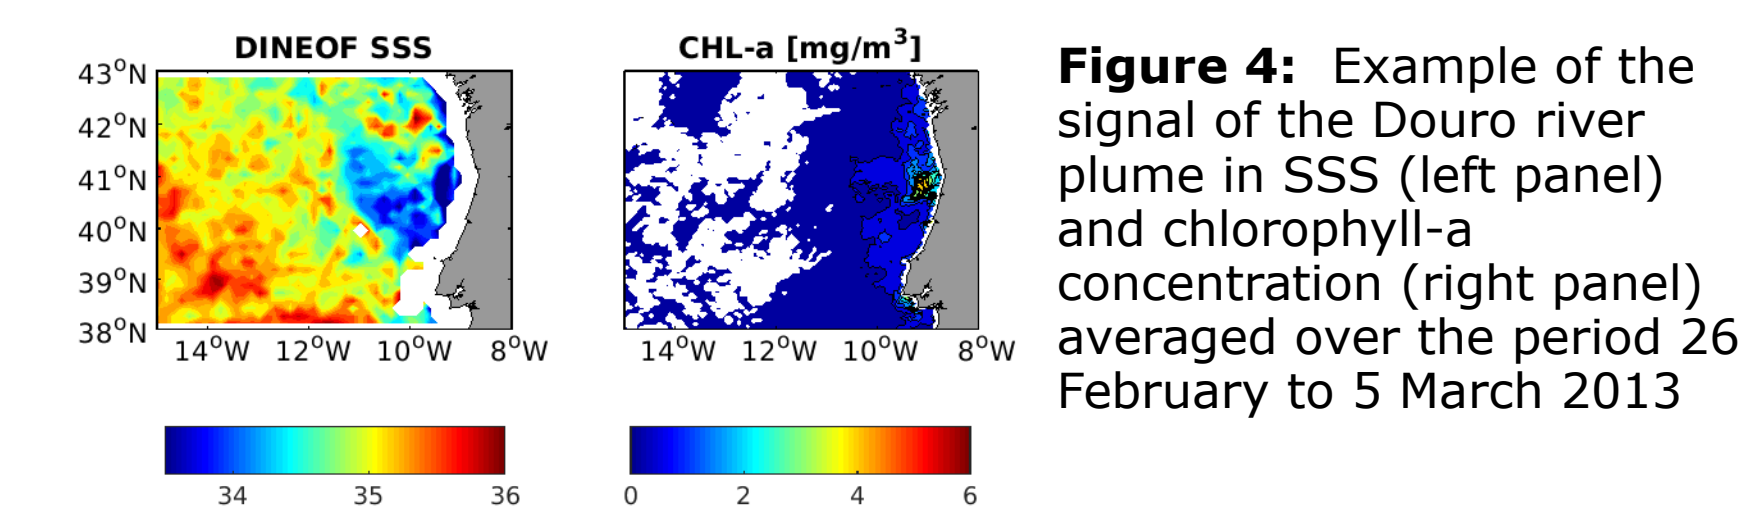 DINEOF SSS
43°N
42°N
41°N
40°N
39°N
38°N
14°W 12°W 10°W 8°W
34 35 36
CHL-a [mg/m³]
14°W 12°W 10°W 8°W
0 2 4 6
Figure 4: Example of the
signal of the Douro river
plume in SSS (left panel)
and chlorophyll-a
concentration (right panel)
averaged over the period 26
February to 5 March 2013